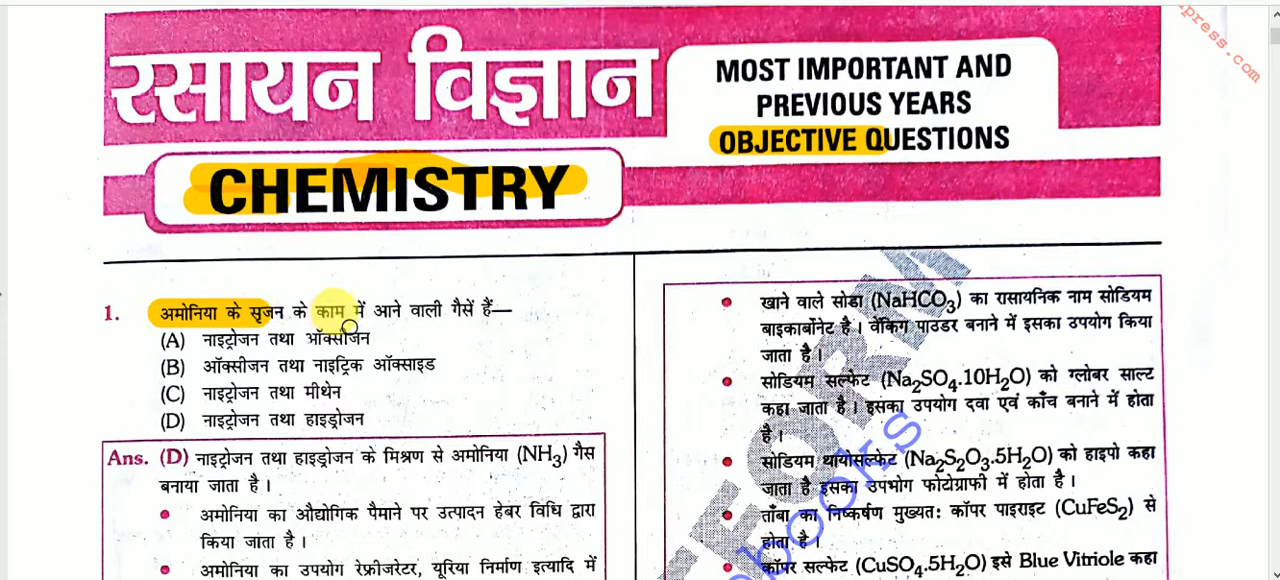 press.com
रसायन विज्ञान
MOST IMPORTANT AND
PREVIOUS YEARS
OBJECTIVE QUESTIONS
CHEMISTRY
1. अमोनिया के सृजन के काम में आने वाली गैसें हैं—
(A) नाइट्रोजन तथा ऑक्सीजन
(B) ऑक्सीजन तथा नाइट्रिक ऑक्साइड
(C) नाइट्रोजन तथा मीथेन
(D) नाइट्रोजन तथा हाइड्रोजन
Ans. (D) नाइट्रोजन तथा हाइड्रोजन के मिश्रण से अमोनिया (NH₃) गैस
बनाया जाता है।
• अमोनिया का औद्योगिक पैमाने पर उत्पादन हेबर विधि द्वारा
किया जाता है।
• अमोनिया का उपयोग रेफ्रीजरेटर, यूरिया निर्माण इत्यादि में
• खाने वाले सोडा (NaHCO₃) का रासायनिक नाम सोडियम
बाइकार्बोनेट है। वेंकिग पाउडर बनाने में इसका उपयोग किया
जाता है।
• सोडियम सल्फेट (Na₂SO₄.10H₂O) को ग्लोबर साल्ट
कहा जाता है। इसका उपयोग दवा एवं काँच बनाने में होता
है।
• सोडियम थायोसल्फेट (Na₂S₂O₃.5H₂O) को हाइपो कहा
जाता है इसका उपभोग फोटोग्राफी में होता है।
• ताँबा का निष्कर्षण मुख्यत: कॉपर पाइराइट (CuFeS₂) से
होता है।
• कॉपर सल्फेट (CuSO₄.5H₂O) इसे Blue Vitriole कहा
books